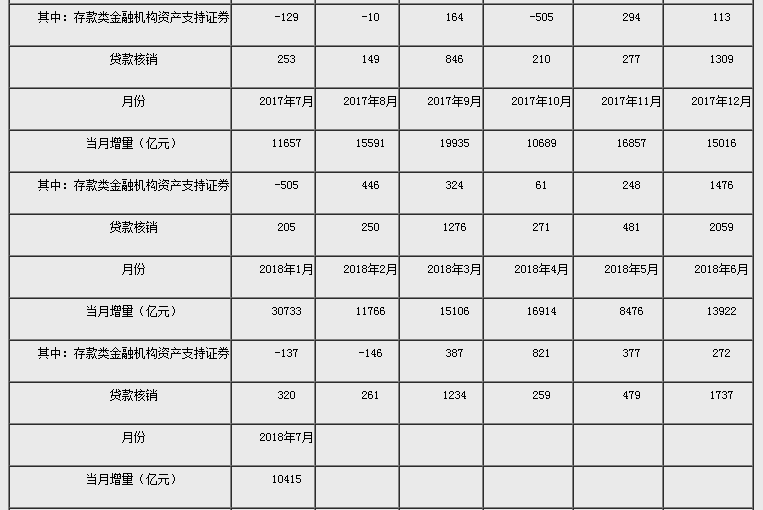 其中：存款类金融机构资产支持证券 -129 -10 164 -505 294 113
贷款核销 253 149 846 210 277 1309
月份 2017年7月 2017年8月 2017年9月 2017年10月 2017年11月 2017年12月
当月增量（亿元） 11657 15591 19935 10689 16857 15016
其中：存款类金融机构资产支持证券 -505 446 324 61 248 1476
贷款核销 205 250 1276 271 481 2059
月份 2018年1月 2018年2月 2018年3月 2018年4月 2018年5月 2018年6月
当月增量（亿元） 30733 11766 15106 16914 8476 13922
其中：存款类金融机构资产支持证券 -137 -146 387 821 377 272
贷款核销 320 261 1234 259 479 1737
月份 2018年7月
当月增量（亿元） 10415